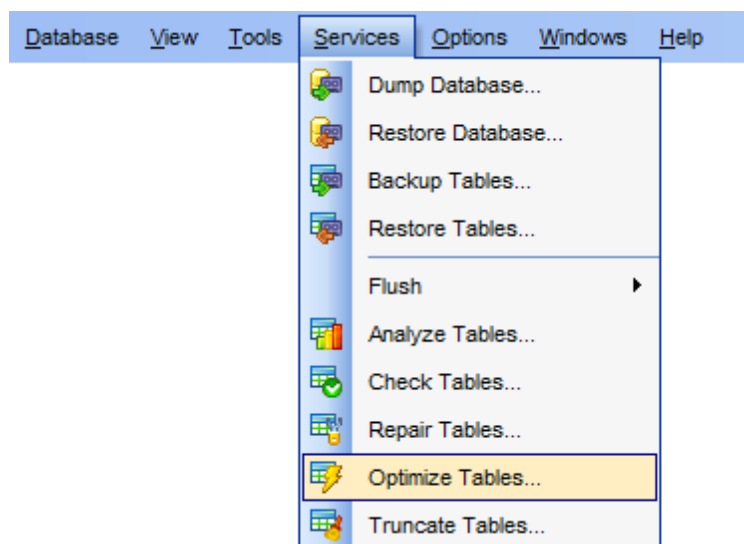 Database View Tools Services Options Windows Help
Dump Database...
Restore Database...
Backup Tables...
Restore Tables...
Flush
Analyze Tables...
Check Tables...
Repair Tables...
Optimize Tables...
Truncate Tables...